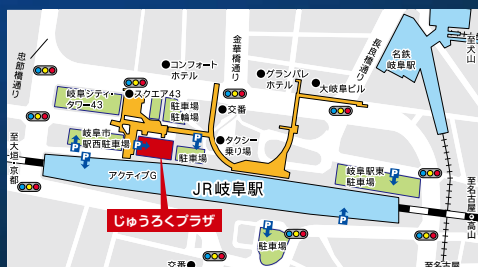 忠節橋通り
コンフォート
ホテル
金華橋通り
長良橋通り
名鉄
岐阜駅
至犬山
グランパレ
ホテル
大岐阜ビル
岐阜シティ・
タワー43
スクエア43
駐車場
駐輪場
交番
タクシー
乗り場
至大垣・京都
岐阜市
駅西駐車場
P
P
P
駐車場
P
アクティブG
JR岐阜駅
岐阜駅東
駐車場
P
至名古屋・高山
じゅうろくプラザ
P
P
駐車場
交番
至名古屋